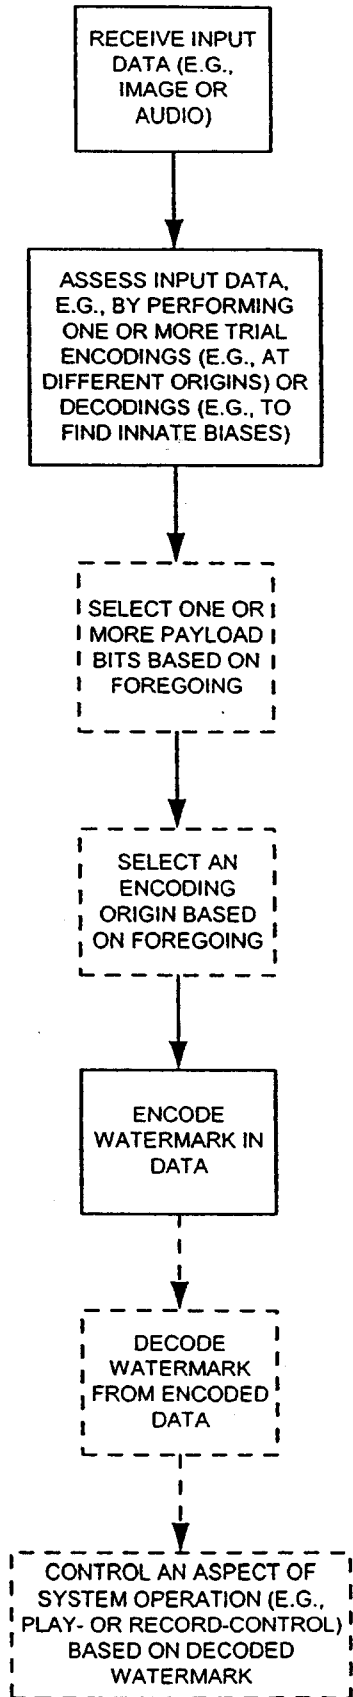 RECEIVE INPUT
DATA (E.G.,
IMAGE OR
AUDIO)
ASSESS INPUT DATA,
E.G., BY PERFORMING
ONE OR MORE TRIAL
ENCODINGS (E.G., AT
DIFFERENT ORIGINS) OR
DECODINGS (E.G., TO
FIND INNATE BIASES)
SELECT ONE OR
MORE PAYLOAD
BITS BASED ON
FOREGOING
SELECT AN
ENCODING
ORIGIN BASED
ON FOREGOING
ENCODE
WATERMARK IN
DATA
DECODE
WATERMARK
FROM ENCODED
DATA
CONTROL AN ASPECT OF
SYSTEM OPERATION (E.G.,
PLAY- OR RECORD-CONTROL)
BASED ON DECODED
WATERMARK